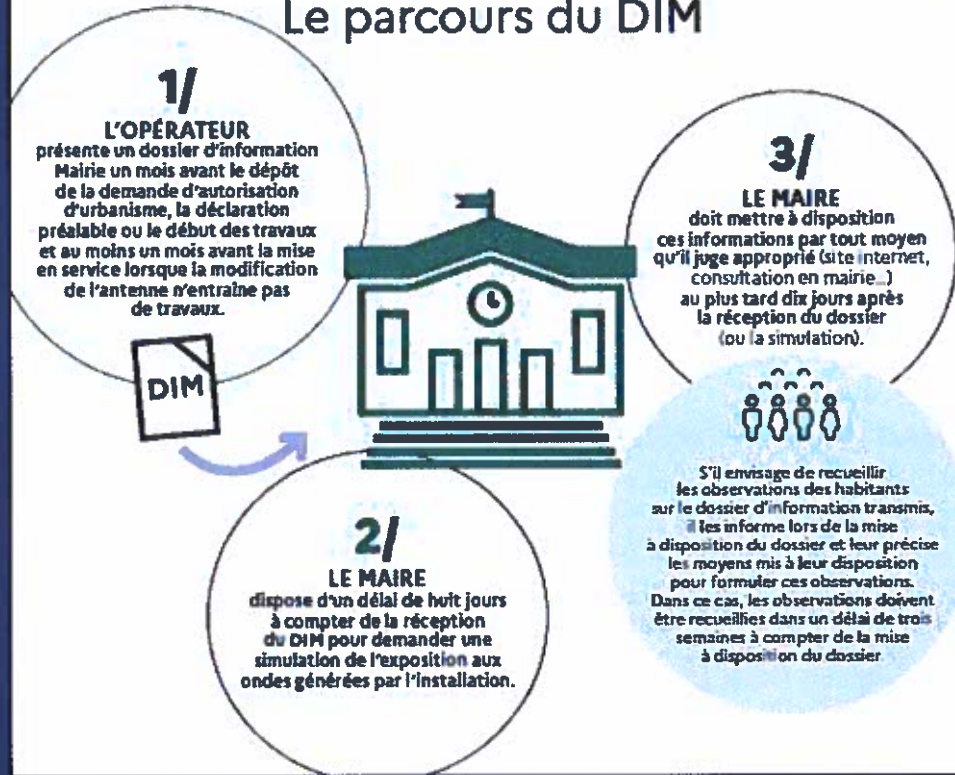 Le parcours du DIM
1/
L'OPÉRATEUR
présente un dossier d'information
Mairie un mois avant le dépôt
de la demande d'autorisation
d'urbanisme, la déclaration
préalable ou le début des travaux
et au moins un mois avant la mise
en service lorsque la modification
de l'antenne n'entraîne pas
de travaux.
DIM
2/
LE MAIRE
dispose d'un délai de huit jours
à compter de la réception
du DIM pour demander une
simulation de l'exposition aux
ondes générées par l'installation.
3/
LE MAIRE
doit mettre à disposition
ces informations par tout moyen
qu'il juge approprié (site internet,
consultation en mairie...)
au plus tard dix jours après
la réception du dossier
(ou la simulation).
S'il envisage de recueillir
les observations des habitants
sur le dossier d'information transmis,
il les informe lors de la mise
à disposition du dossier et leur précise
les moyens mis à leur disposition
pour formuler ces observations.
Dans ce cas, les observations doivent
être recueillies dans un délai de trois
semaines à compter de la mise
à disposition du dossier